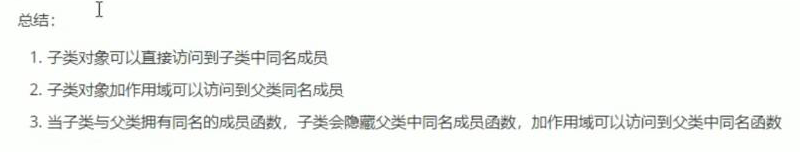 总结：
1. 子类对象可以直接访问到子类中同名成员
2. 子类对象加作用域可以访问到父类同名成员
3. 当子类与父类拥有同名的成员函数，子类会隐藏父类中同名成员函数，加作用域可以访问到父类中同名函数